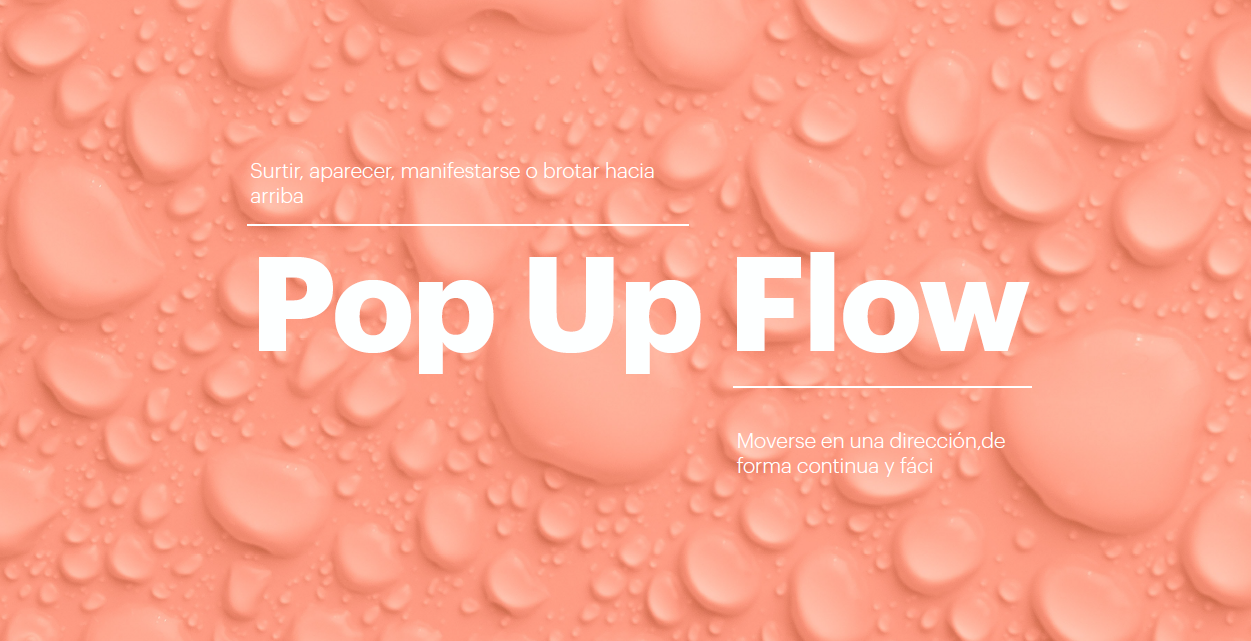 Surtir, aparecer, manifestarse o brotar hacia
arriba
Pop Up Flow
Moverse en una dirección,de
forma continua y fáci